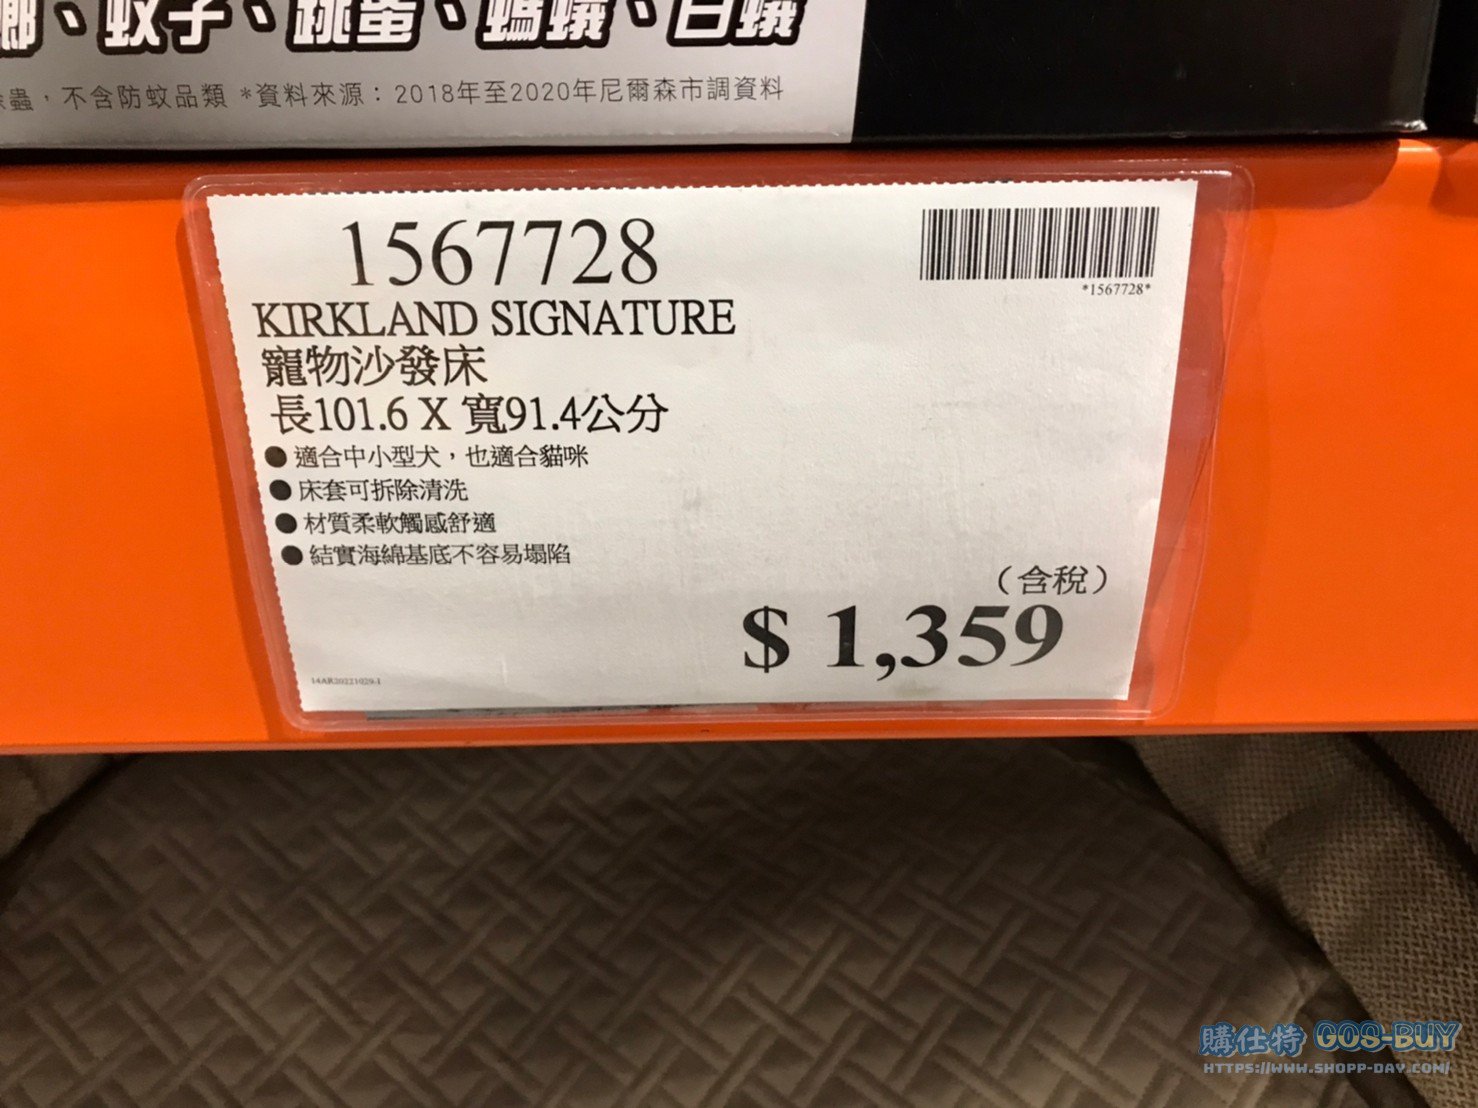 、蚊子、跳蚤、螞蟻、白蟻
蟲，不含防蚊品類 *資料來源：2018年至2020年尼爾森市調資料
1567728
*1567728*
KIRKLAND SIGNATURE
寵物沙發床
長101.6 X 寬91.4公分
● 適合中小型犬，也適合貓咪
● 床套可拆除清洗
● 材質柔軟觸感舒適
● 結實海綿基底不容易塌陷
（含稅）
$ 1,359
14AR20221029-1
購仕特 GOS-BUY
HTTPS://WWW.SHOPP-DAY.COM/